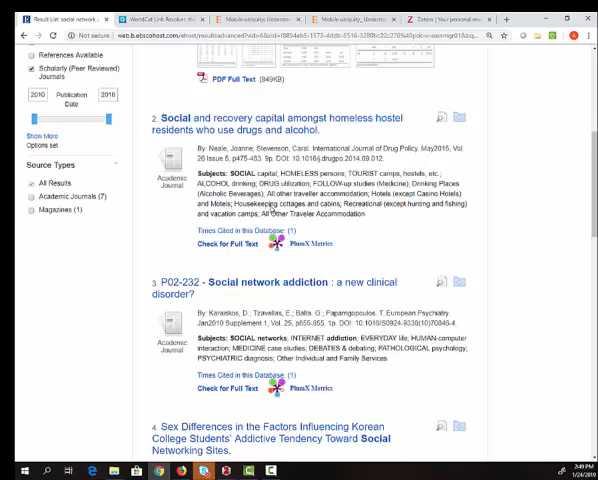 Result List: social network a
WorldCat Link Resolver, the
Mobile ubiquity_ Understand
Mobile ubiquity_ Understand
Zotero | Your personal res
Not secure
References Available
Scholarly (Peer Reviewed)
Journals
2010 Publication 2018
Date
Show More
Options set
Source Types
All Results
Academic Journals (7)
Magazines (1)
PDF Full Text (849KB)
2. Social and recovery capital amongst homeless hostel
residents who use drugs and alcohol.
Academic
Journal
By: Neale, Joanne; Stevenson, Caral. International Journal of Drug Policy. May2015, Vol.
26 Issue 5, p475-483. 9p. DOI: 10.1016/j.drugpo.2014.09.012.
Subjects: SOCIAL capital; HOMELESS persons; TOURIST camps, hostels, etc.;
ALCOHOL drinking; DRUG utilization; FOLLOW-up studies (Medicine); Drinking Places
(Alcoholic Beverages); All other traveller accommodation; Hotels (except Casino Hotels)
and Motels; Housekeeping cottages and cabins; Recreational (except hunting and fishing)
and vacation camps; All Other Traveler Accommodation
Times Cited in this Database: (1)
Check for Full Text PlumX Metrics
3. P02-232 - Social network addiction : a new clinical
disorder?
Academic
Journal
By: Karaiskos, D.; Tzavellas, E.; Balta, G.; Paparrigopoulos, T. European Psychiatry.
Jan2010 Supplement 1, Vol. 25, p855-855. 1p. DOI: 10.1016/S0924-9338(10)70846-4.
Subjects: SOCIAL networks; INTERNET addiction; EVERYDAY life; HUMAN-computer
interaction; MEDICINE case studies; DEBATES & debating; PATHOLOGICAL psychology;
PSYCHIATRIC diagnosis; Other Individual and Family Services
Times Cited in this Database: (1)
Check for Full Text PlumX Metrics
4. Sex Differences in the Factors Influencing Korean
College Students' Addictive Tendency Toward Social
Networking Sites.
2:49 PM
1/24/2019